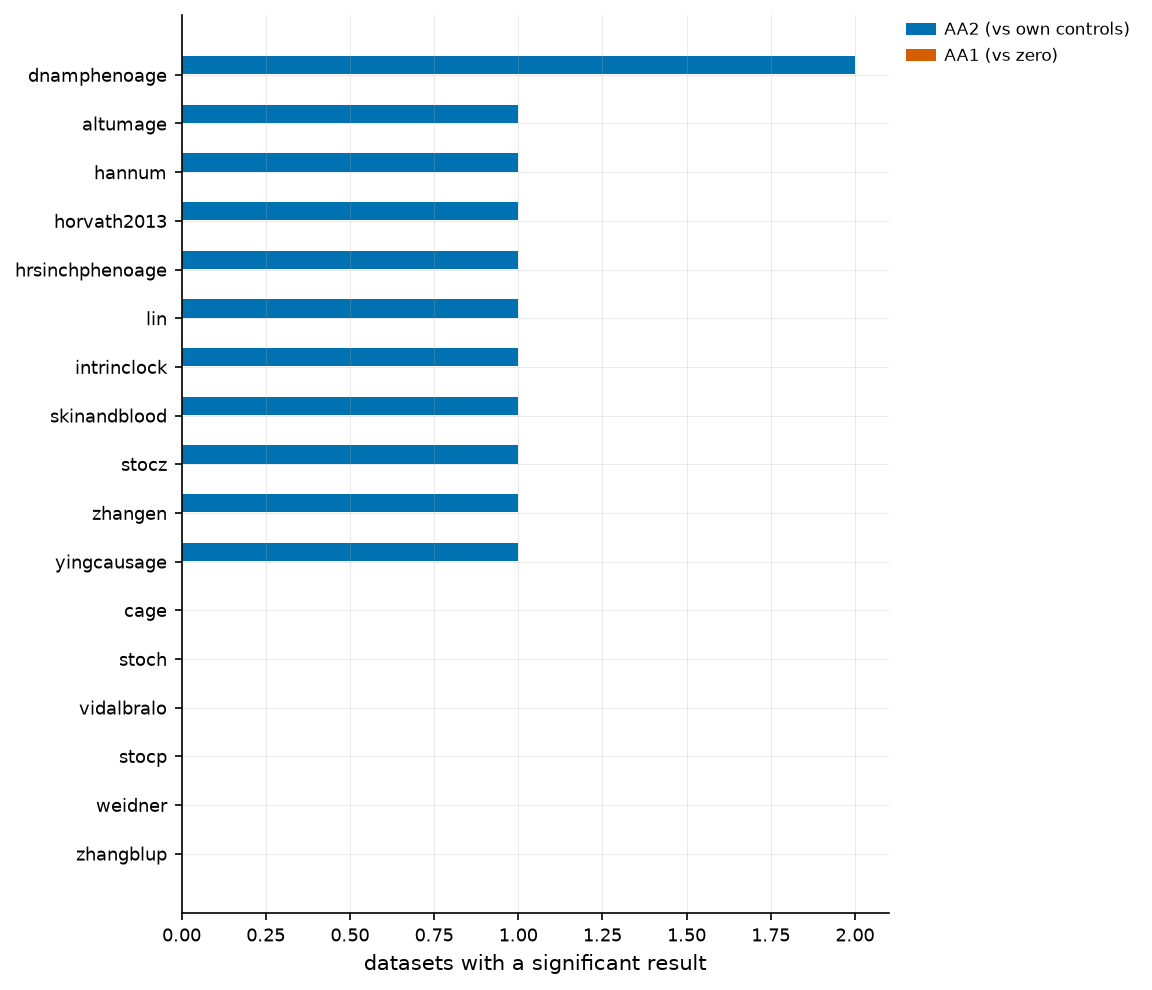 AA2 (vs own controls)
AA1 (vs zero)
dnamphenoage
altumage
hannum
horvath2013
hrsinchphenoage
lin
intrinclock
skinandblood
stocz
zhangen
yingcausage
cage
stoch
vidalbralo
stocp
weidner
zhangblup
0.00 0.25 0.50 0.75 1.00 1.25 1.50 1.75 2.00
datasets with a significant result